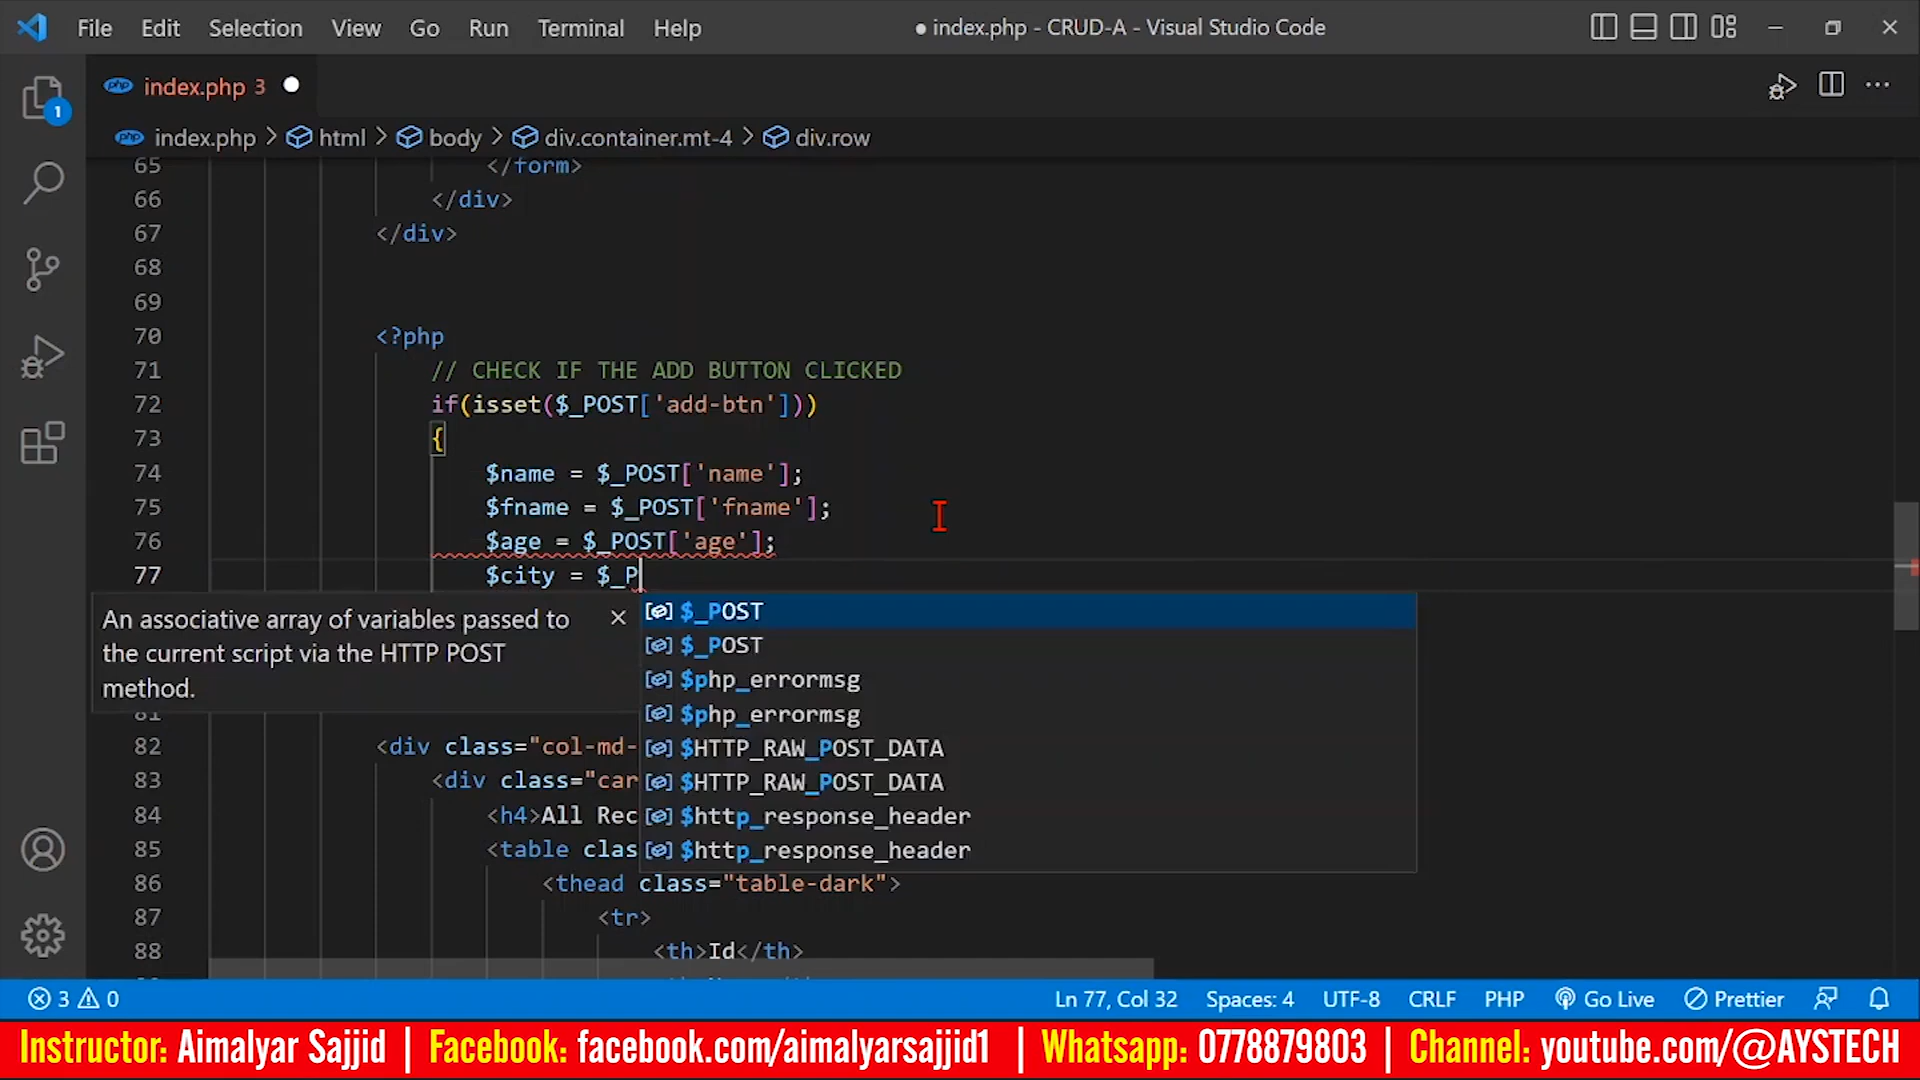 File Edit Selection View Go Run Terminal Help ● index.php - CRUD-A - Visual Studio Code
index.php 3
1
index.php > html > body > div.container.mt-4 > div.row
65 </form>
66 </div>
67 </div>
68
69
70 <?php
71 // CHECK IF THE ADD BUTTON CLICKED
72 if(isset($_POST['add-btn']))
73 {
74 $name = $_POST['name'];
75 $fname = $_POST['fname'];
76 $age = $_POST['age'];
77 $city = $_P
An associative array of variables passed to
the current script via the HTTP POST
method.
$_POST
$_POST
$php_errormsg
$php_errormsg
$HTTP_RAW_POST_DATA
$HTTP_RAW_POST_DATA
$http_response_header
$http_response_header
81
82 <div class="col-md-
83 <div class="car
84 <h4>All Rec
85 <table clas
86 <thead class="table-dark">
87 <tr>
88 <th>Id</th>
3 0 Ln 77, Col 32 Spaces: 4 UTF-8 CRLF PHP Go Live Prettier
Instructor: Aimalyar Sajjid | Facebook: facebook.com/aimalyarsajjid1 | Whatsapp: 0778879803 | Channel: youtube.com/@AYSTECH